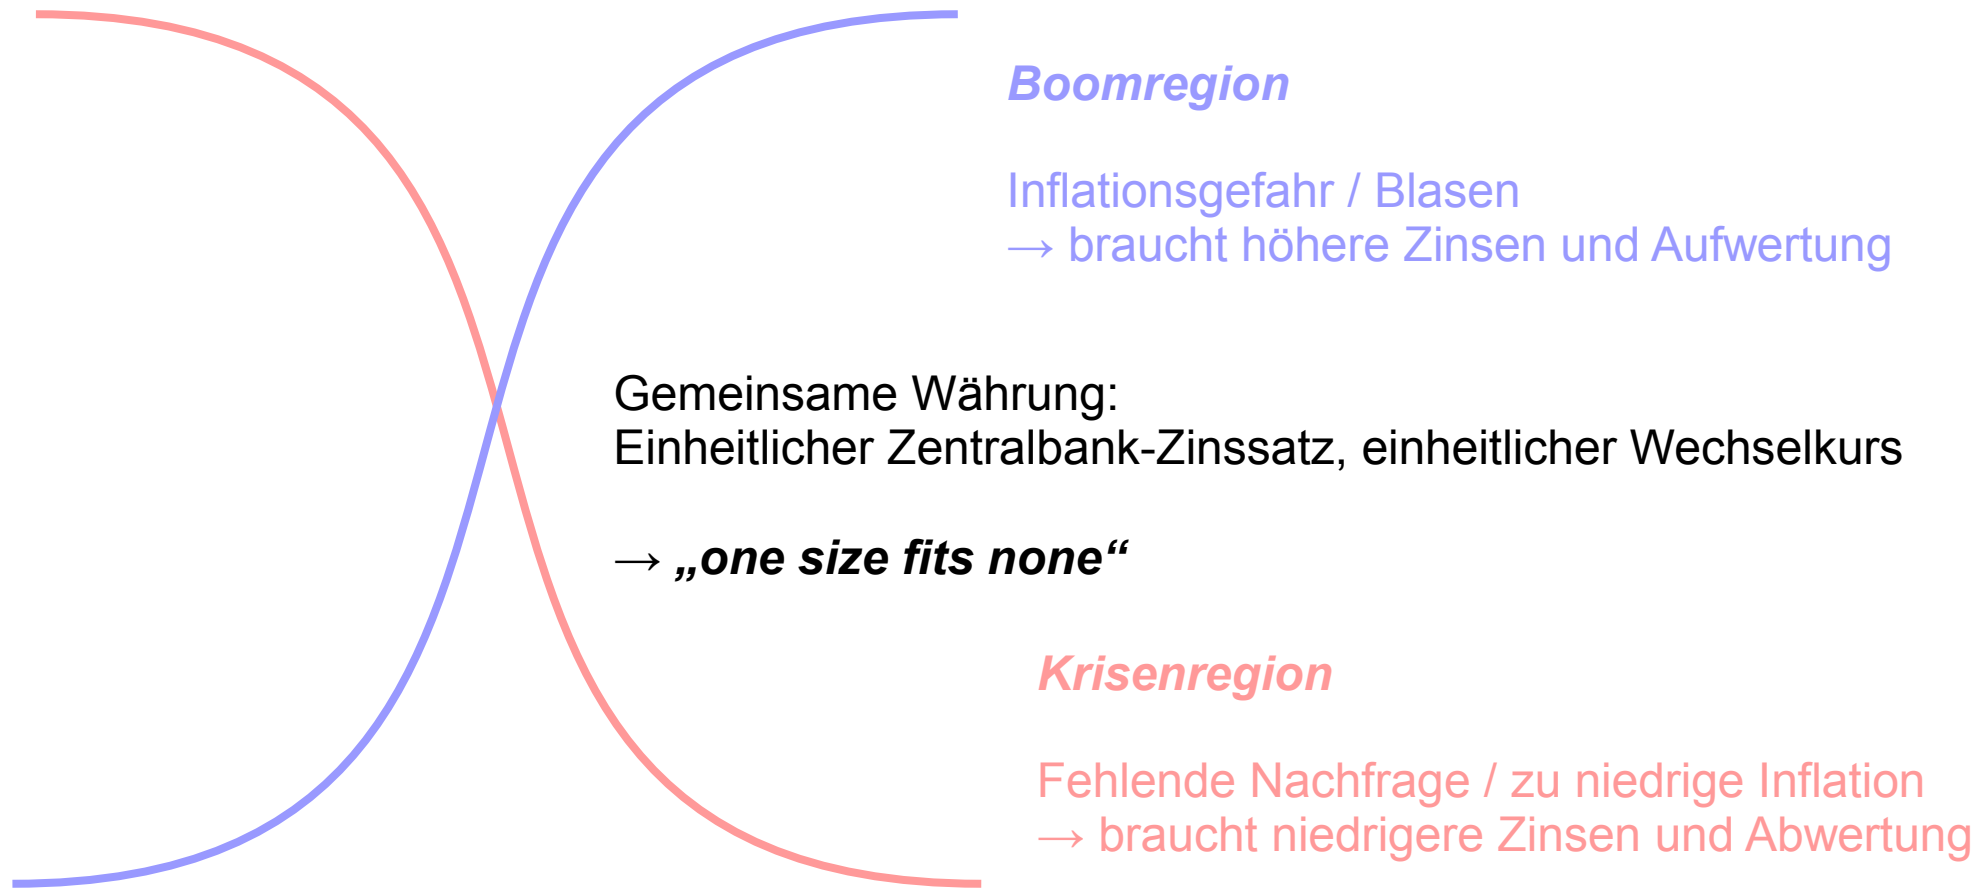 Boomregion
Inflationsgefahr / Blasen
→ braucht höhere Zinsen und Aufwertung
Gemeinsame Währung:
Einheitlicher Zentralbank-Zinssatz, einheitlicher Wechselkurs
→ „one size fits none“
Krisenregion
Fehlende Nachfrage / zu niedrige Inflation
→ braucht niedrigere Zinsen und Abwertung